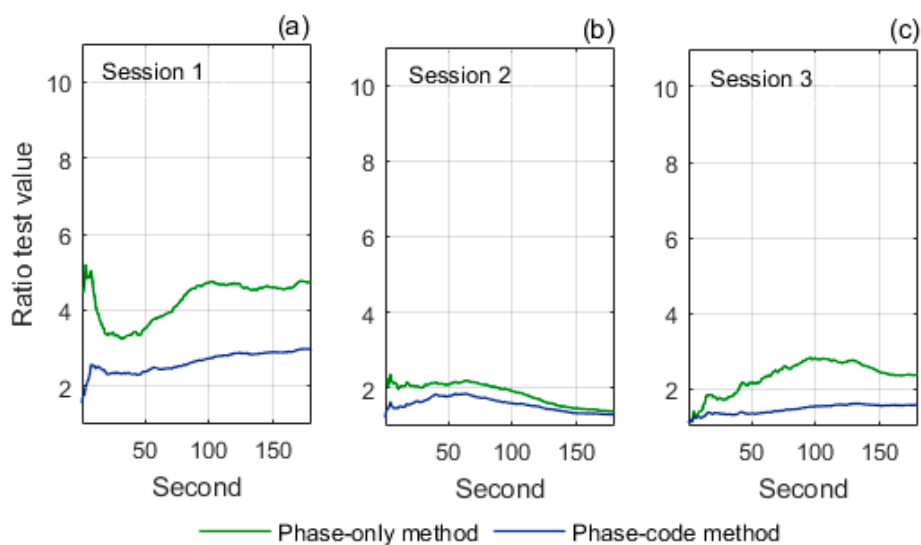 (a)
(b)
(c)
Session 1
Session 2
Session 3
Ratio test value
10
8
6
4
2
10
8
6
4
2
10
8
6
4
2
50 100 150
50 100 150
50 100 150
Second
Second
Second
Phase-only method
Phase-code method